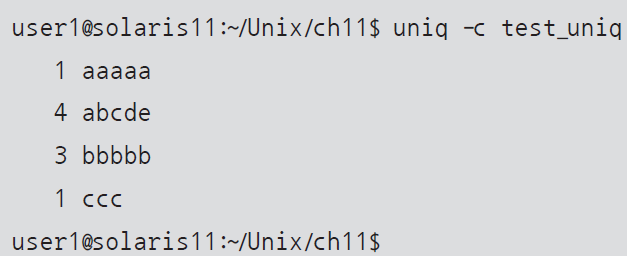 user1@solaris11:~/Unix/ch11$ uniq -c test_uniq
1 aaaaa
4 abcde
3 bbbbb
1 ccc
user1@solaris11:~/Unix/ch11$